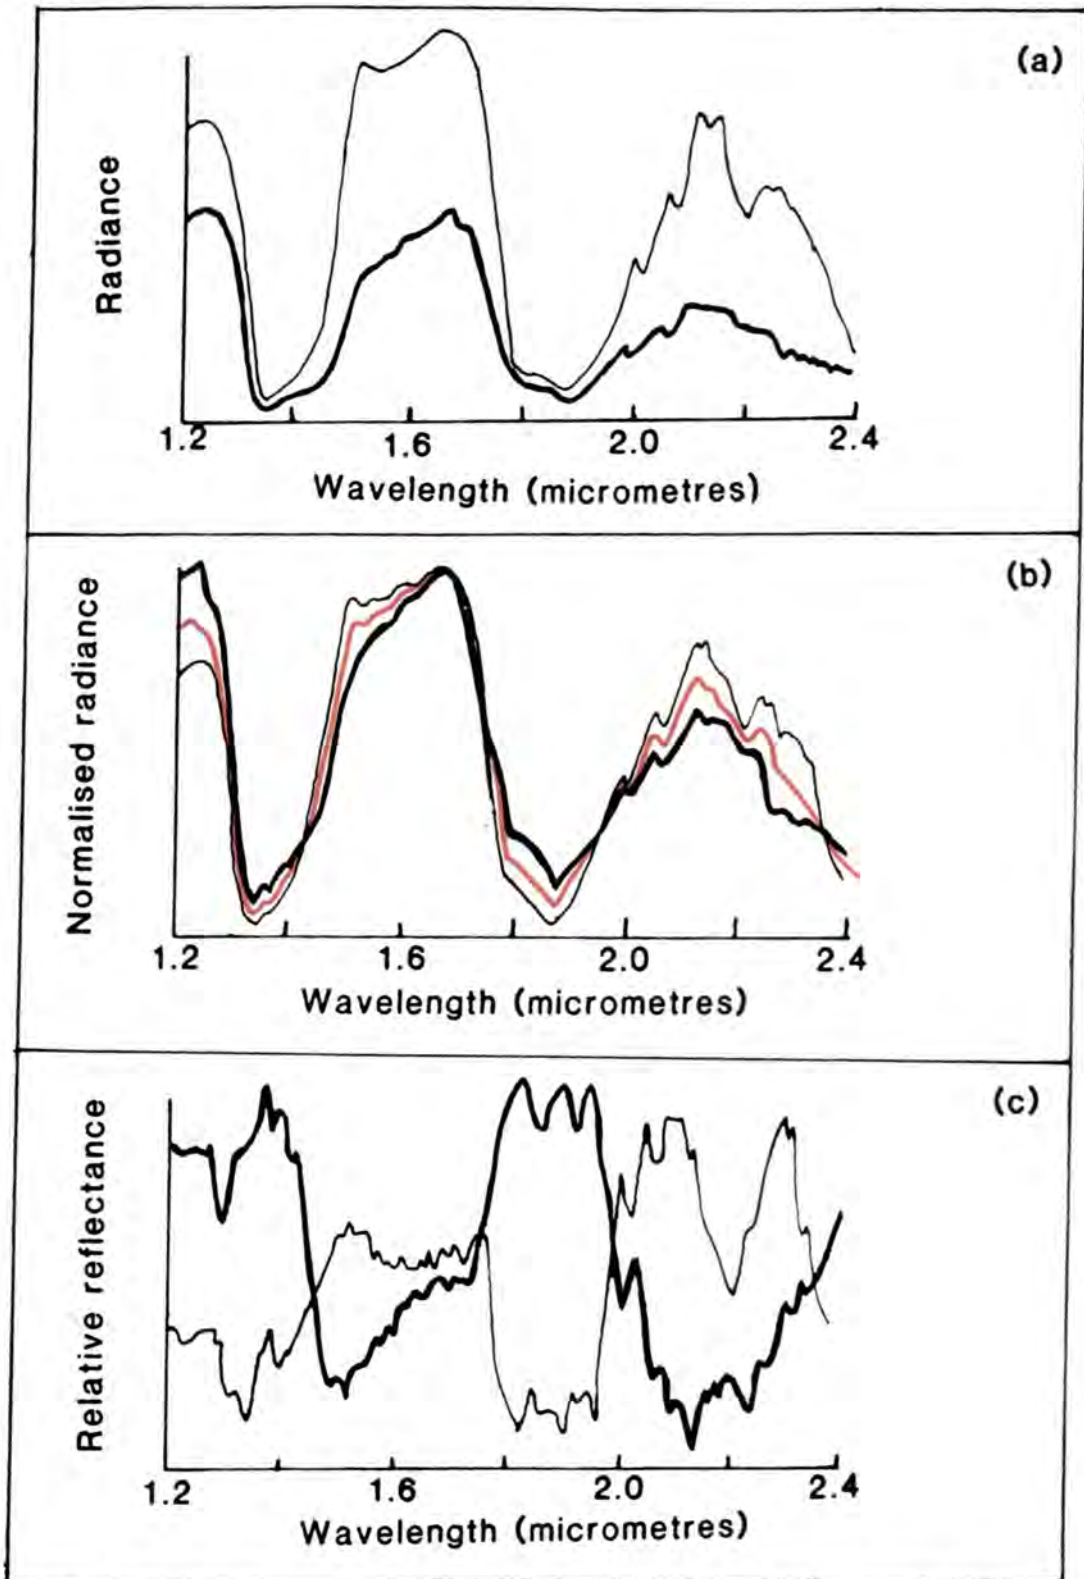 (a)
Radiance
1.2 1.6 2.0 2.4
Wavelength (micrometres)
(b)
Normalised radiance
1.2 1.6 2.0 2.4
Wavelength (micrometres)
(c)
Relative reflectance
1.2 1.6 2.0 2.4
Wavelength (micrometres)